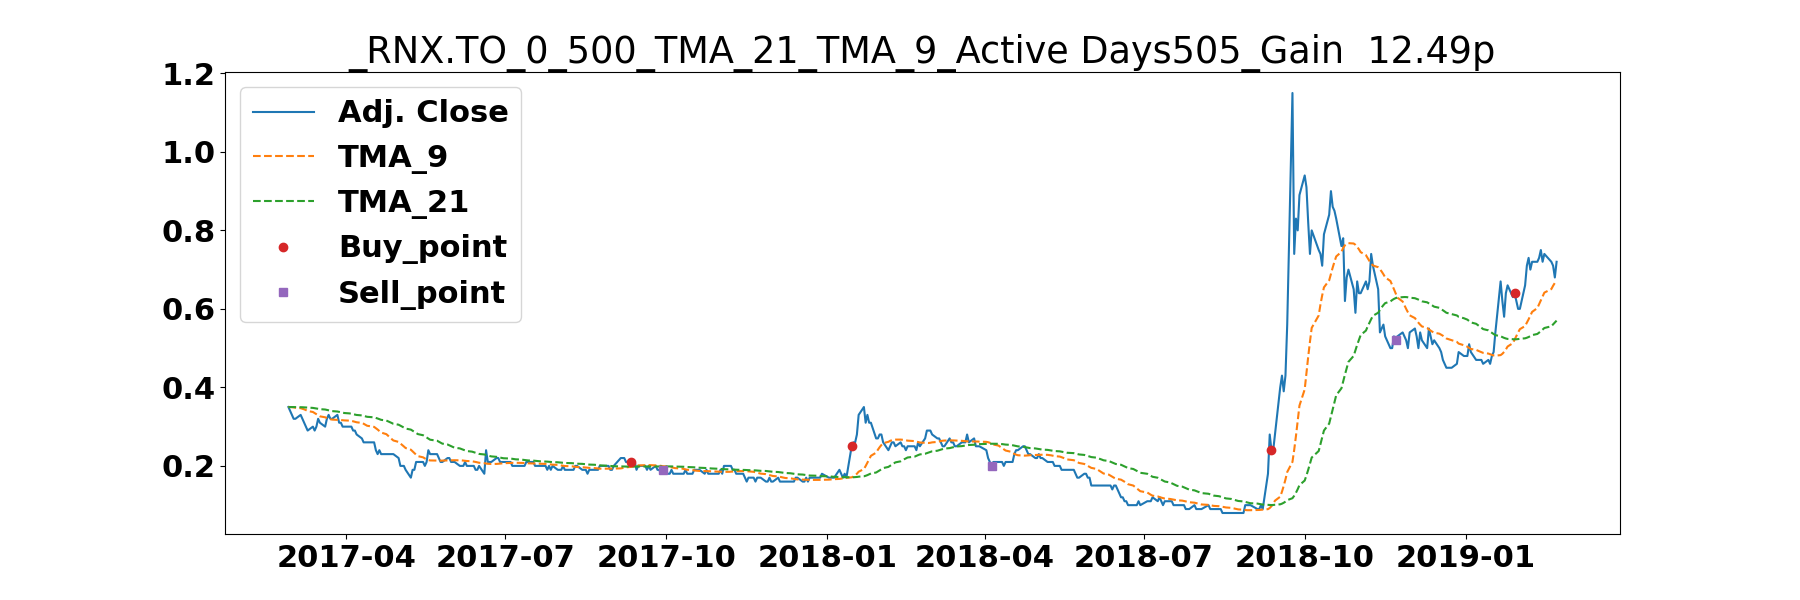 _RNX.TO_0_500_TMA_21_TMA_9_Active Days505_Gain  12.49p
1.2
1.0
0.8
0.6
0.4
0.2
Adj. Close
TMA_9
TMA_21
Buy_point
Sell_point
2017-04 2017-07 2017-10 2018-01 2018-04 2018-07 2018-10 2019-01